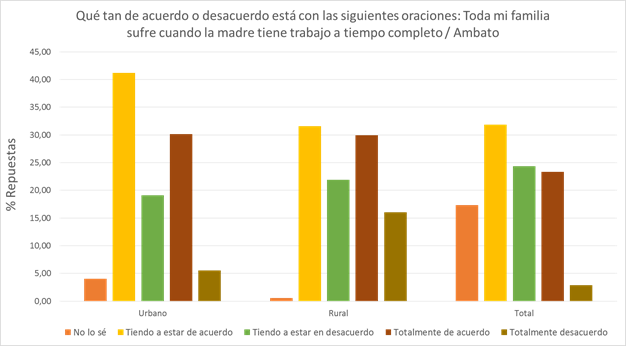 Qué tan de acuerdo o desacuerdo está con las siguientes oraciones: Toda mi familia
sufre cuando la madre tiene trabajo a tiempo completo / Ambato
% Repuestas
45,00
40,00
35,00
30,00
25,00
20,00
15,00
10,00
5,00
0,00
Urbano Rural Total
No lo sé Tiendo a estar de acuerdo Tiendo a estar en desacuerdo Totalmente de acuerdo Totalmente desacuerdo